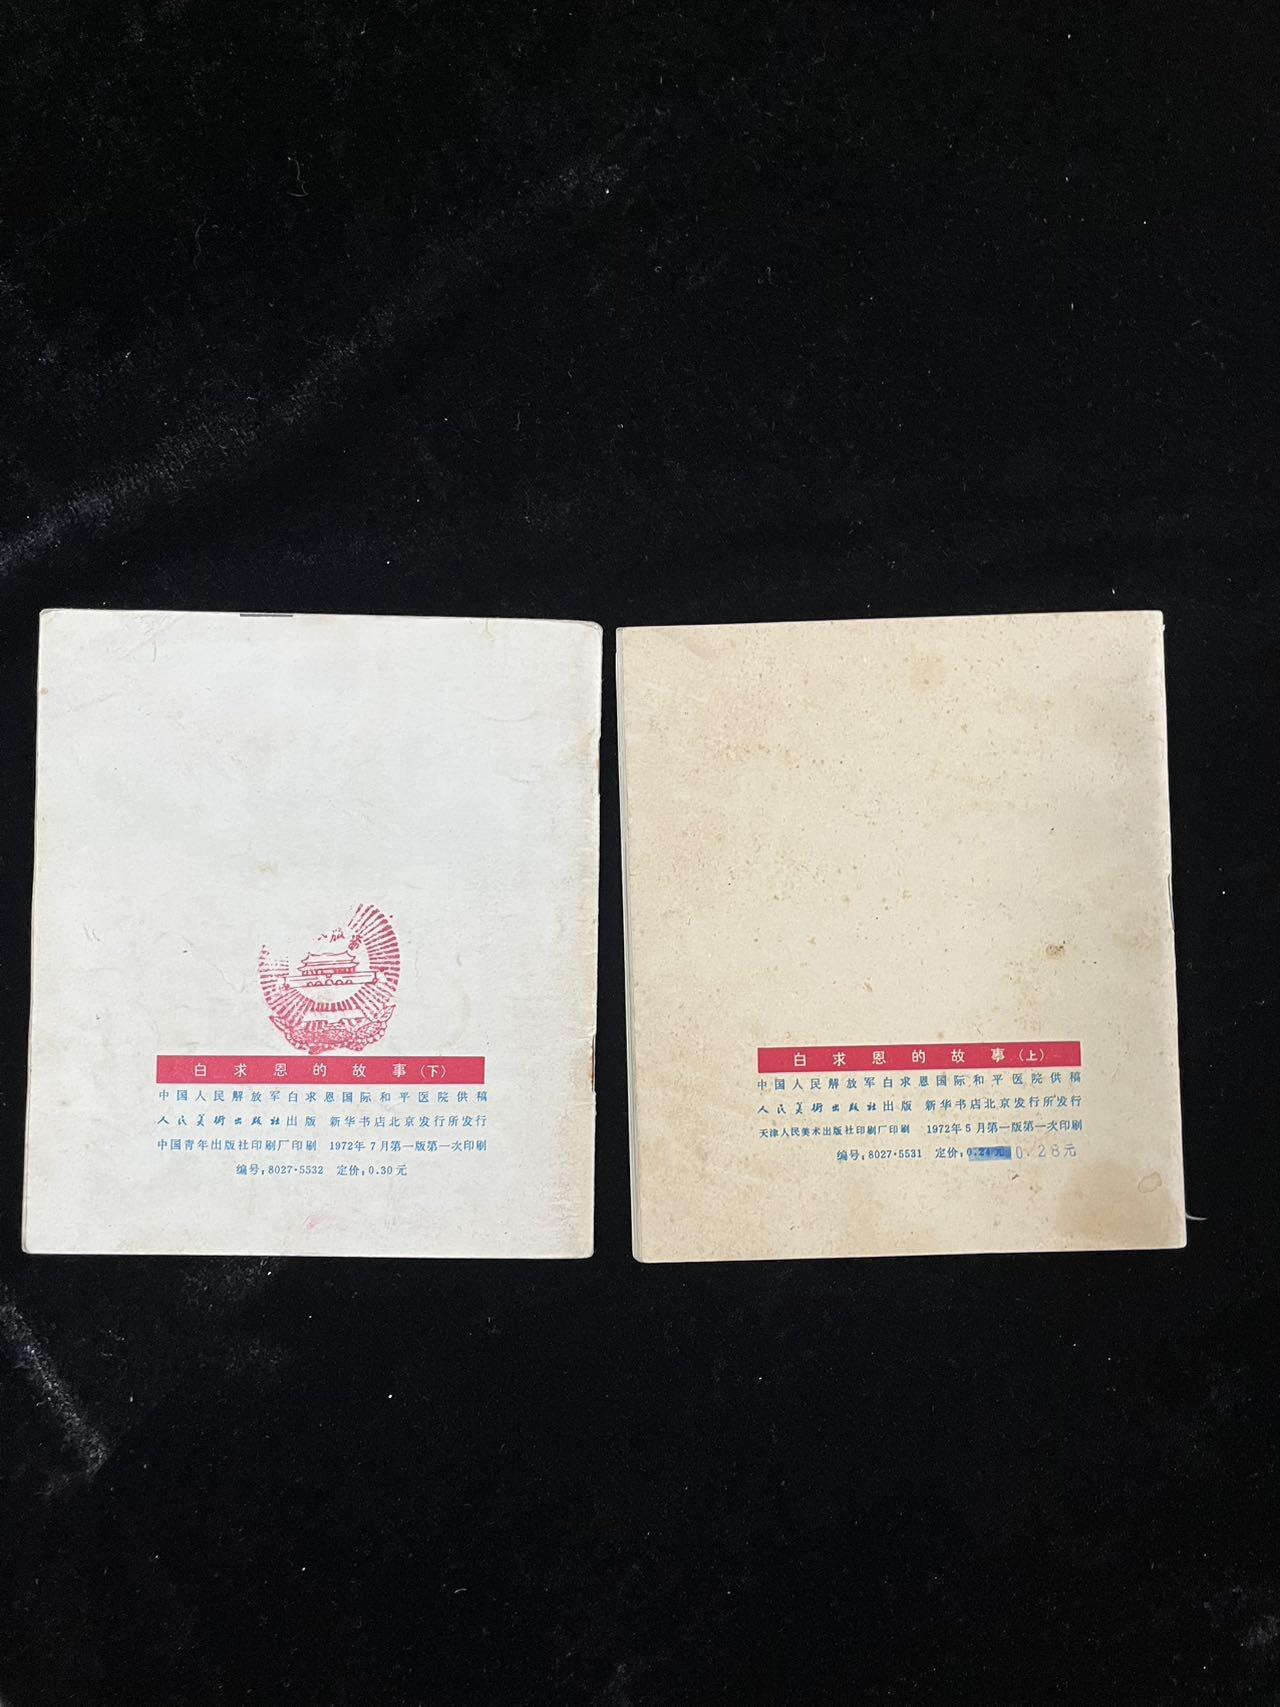 白求恩的故事(下)
中国人民解放军白求恩国际和平医院供稿
人民美術出版社出版 新华书店北京发行所发行
中国青年出版社印刷厂印刷 1972年7月第一版第一次印刷
编号:8027·5532 定价:0.30元
白求恩的故事(上)
中国人民解放军白求恩国际和平医院供稿
人民美術出版社出版 新华书店北京发行所发行
天津人民美术出版社印刷厂印刷 1972年5月第一版第一次印刷
编号:8027·5531 定价:0.24元 0.28元